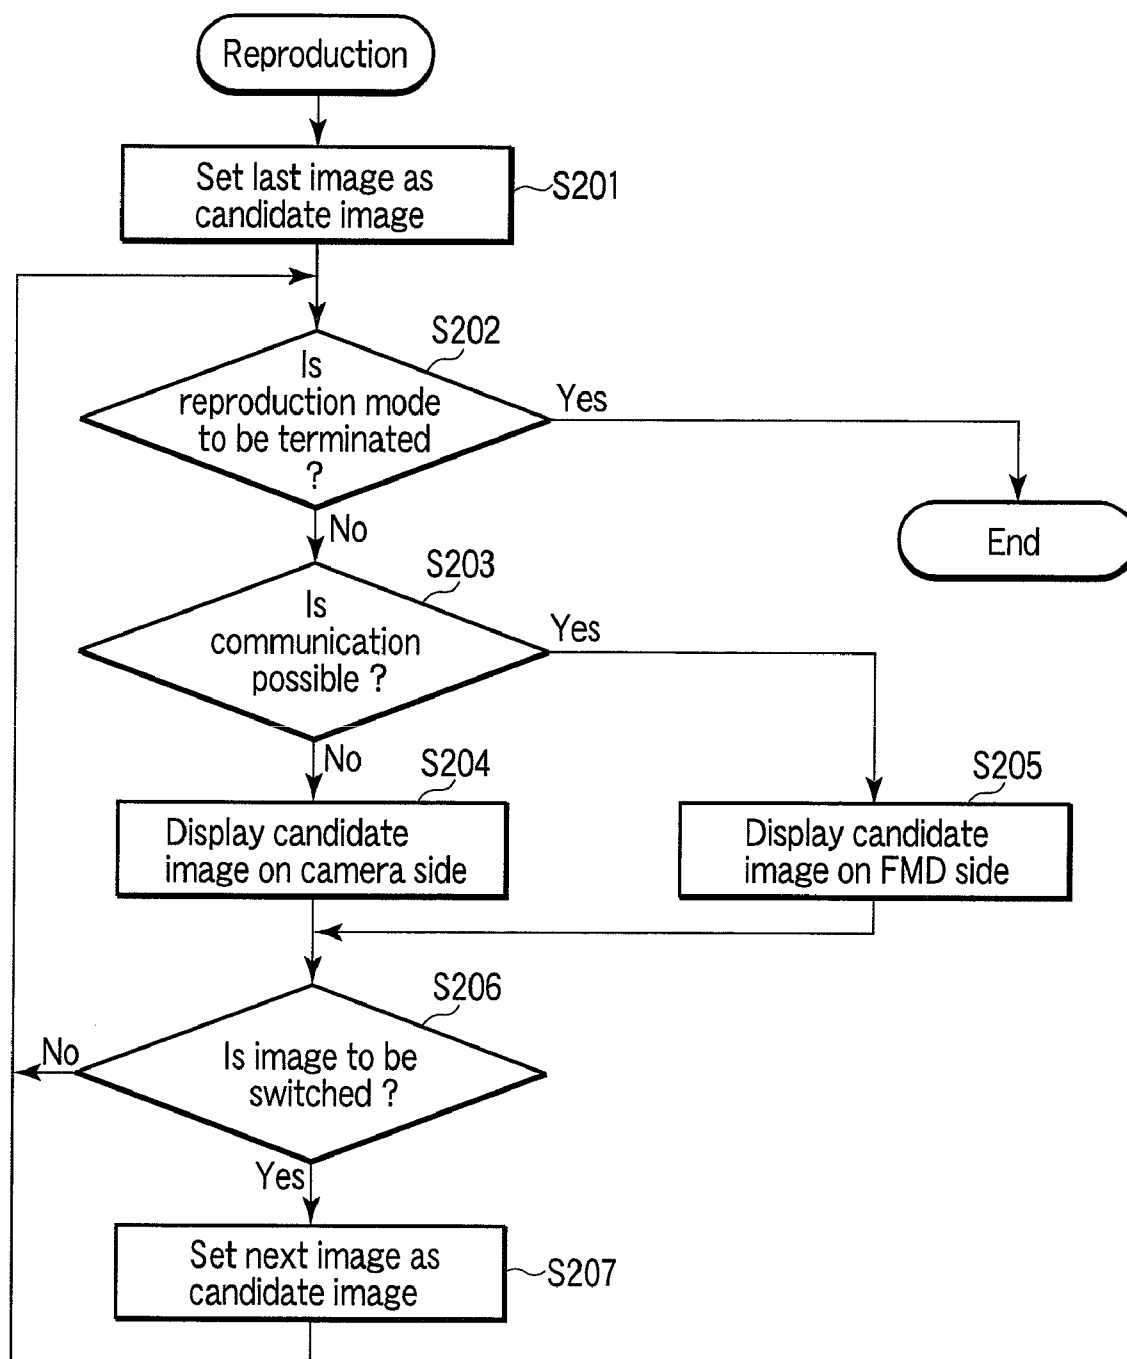 Reproduction
Set last image as
candidate image
S201
S202
Is
reproduction mode
to be terminated
?
Yes
No
End
S203
Is
communication
possible ?
Yes
No
S204
Display candidate
image on camera side
S205
Display candidate
image on FMD side
S206
Is image to be
switched ?
No
Yes
Set next image as
candidate image
S207